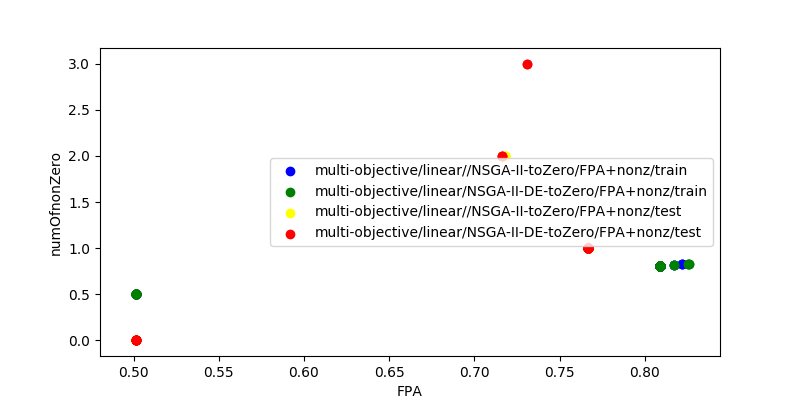 3.0
2.5
2.0
1.5
1.0
0.5
0.0
numOfnonZero
multi-objective/linear//NSGA-II-toZero/FPA+nonz/train
multi-objective/linear/NSGA-II-DE-toZero/FPA+nonz/train
multi-objective/linear//NSGA-II-toZero/FPA+nonz/test
multi-objective/linear/NSGA-II-DE-toZero/FPA+nonz/test
0.50 0.55 0.60 0.65 0.70 0.75 0.80
FPA